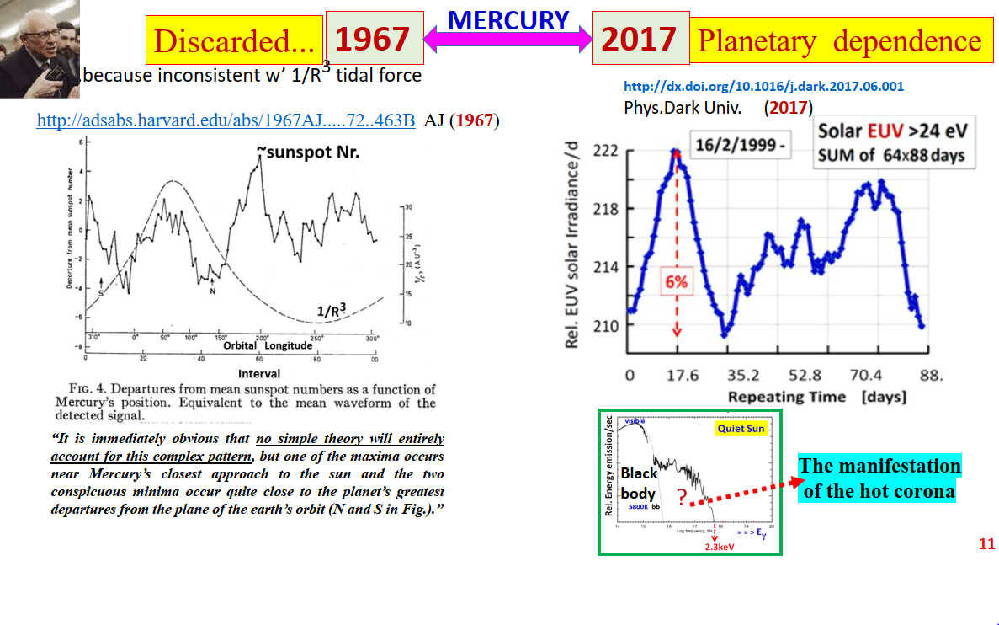 MERCURY
Discarded...
1967
2017
Planetary dependence
.because inconsistent w’ 1/R³ tidal force
http://adsabs.harvard.edu/abs/1967AJ.....72..463B AJ (1967)
~sunspot Nr.
Departure from mean sunspot number
6
4
2
0
-2
-4
-6
-8
30
25
20
15
10
1/r³, (A.U⁻³)
S
N
1/R³
310° 0° 50° 100° 150° 200° 250° 300°
Orbital Longitude
0 20 40 60 80 00
Interval
FIG. 4. Departures from mean sunspot numbers as a function of
Mercury's position. Equivalent to the mean waveform of the
detected signal.
“It is immediately obvious that no simple theory will entirely
account for this complex pattern, but one of the maxima occurs
near Mercury’s closest approach to the sun and the two
conspicuous minima occur quite close to the planet’s greatest
departures from the plane of the earth’s orbit (N and S in Fig.).”
http://dx.doi.org/10.1016/j.dark.2017.06.001
Phys.Dark Univ. (2017)
Solar EUV >24 eV
SUM of 64x88 days
16/2/1999 -
Rel. EUV solar Irradiance/d
222
218
214
210
6%
0 17.6 35.2 52.8 70.4 88.
Repeating Time [days]
Rel. Energy emission/sec
visible
Quiet Sun
Black
body
5800K bb
?
14 15 16 17 18 19 20
Log frequency, Hz
= = > Eγ
2.3keV
The manifestation
of the hot corona
11